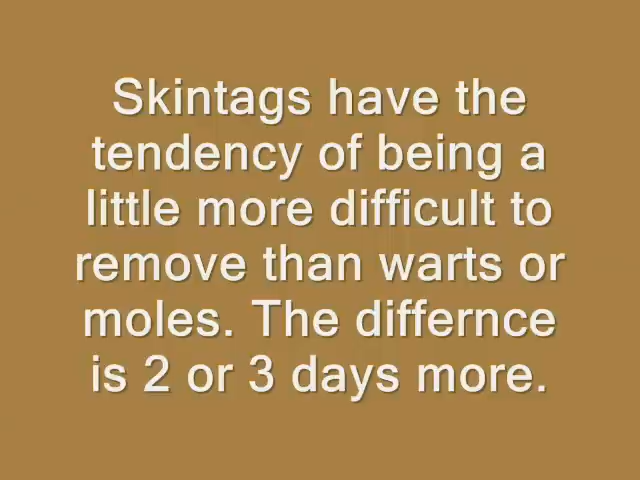 Skintags have the
tendency of being a
little more difficult to
remove than warts or
moles. The differnce
is 2 or 3 days more.